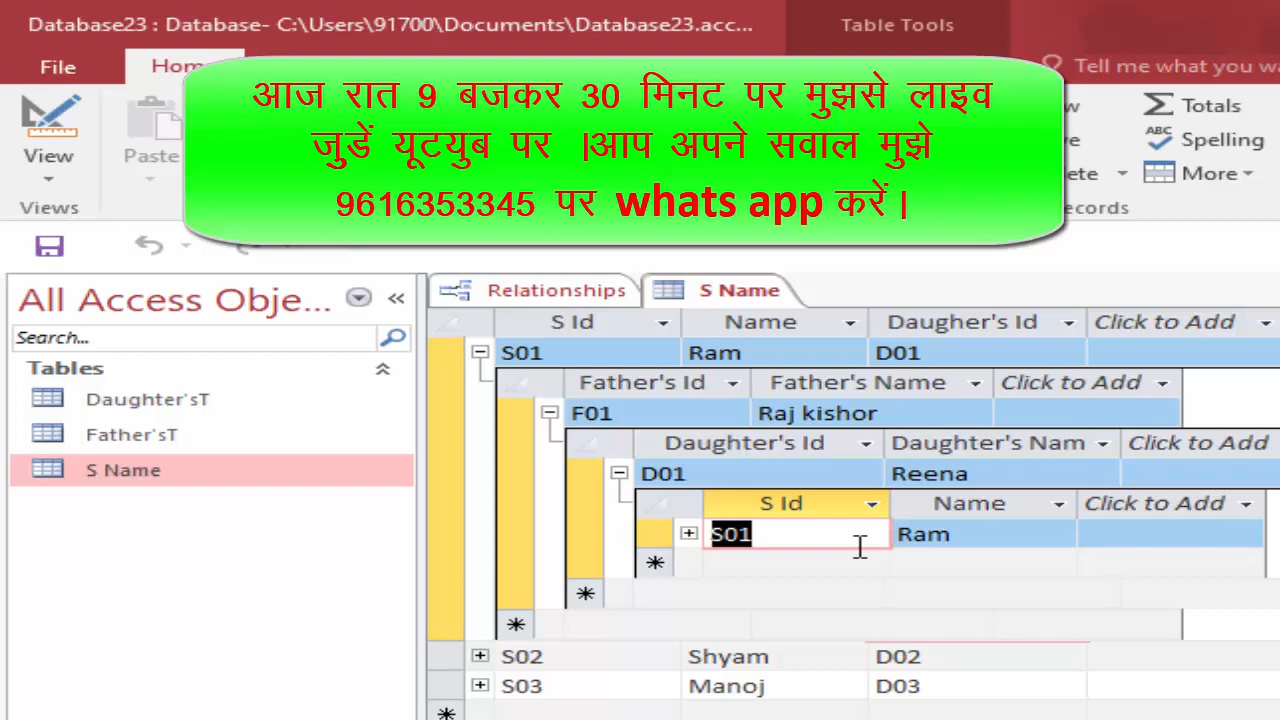 Database23 : Database- C:\Users\91700\Documents\Database23.acc...
Table Tools
File
Hom
Tell me what you wa
आज रात 9 बजकर 30 मिनट पर मुझसे लाइव
जुडें यूटयुब पर ।आप अपने सवाल मुझे
9616353345 पर whats app करें।
View
Paste
Totals
Spelling
ete
More
Views
ecords
All Access Obje...
Search...
Tables
Daughter'sT
Father'sT
S Name
Relationships
S Name
S Id Name Daugher's Id Click to Add
S01 Ram D01
Father's Id Father's Name Click to Add
F01 Raj kishor
Daughter's Id Daughter's Nam Click to Add
D01 Reena
S Id Name Click to Add
S01 Ram
S02 Shyam D02
S03 Manoj D03